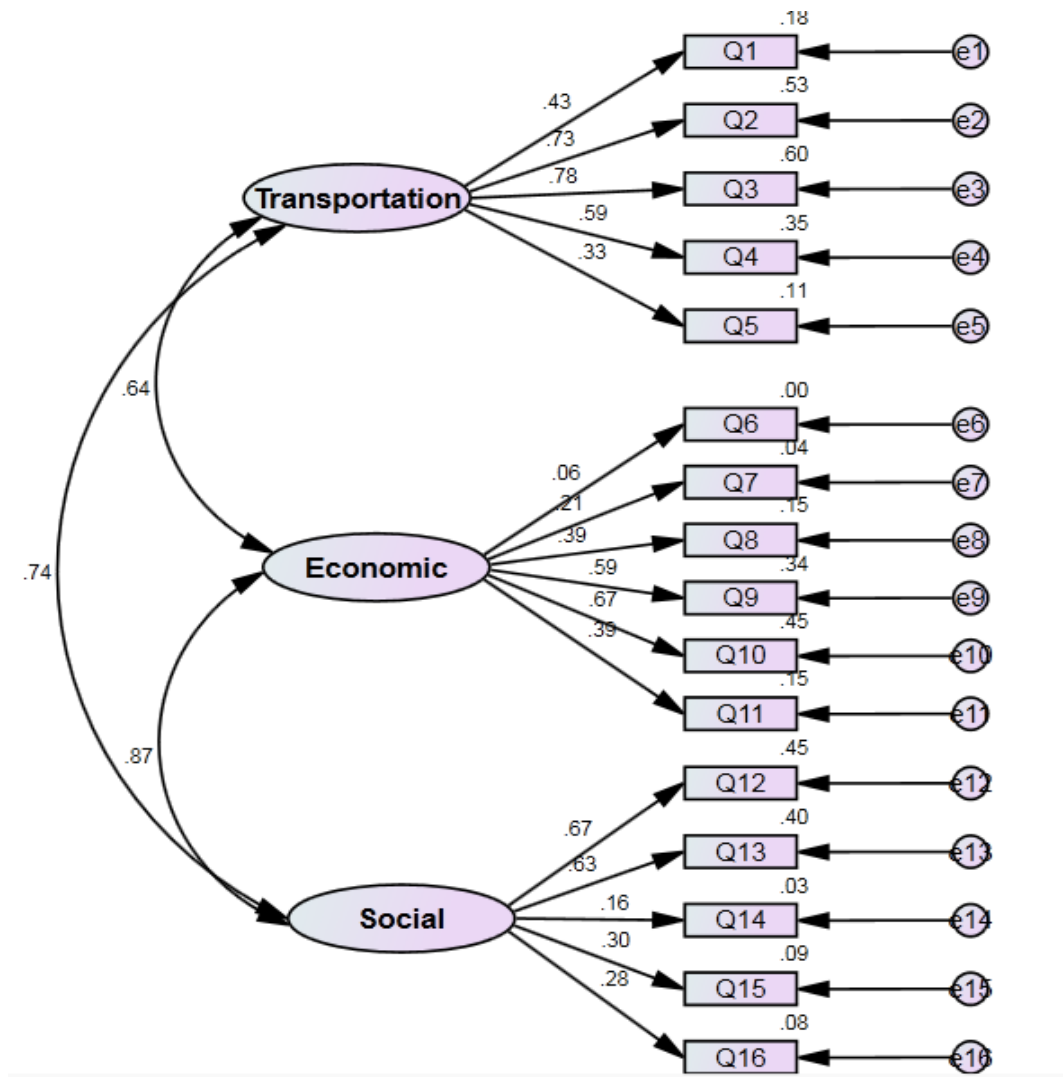 .18
Q1 e1
.43
.53
Q2 e2
.73
.60
Q3 e3
.78
Transportation
.59
.35
Q4 e4
.33
.11
Q5 e5
.64
.00
Q6 e6
.04
.06
Q7 e7
.21
.15
.39
Q8 e8
.34
Economic
.59
Q9 e9
.67
.45
.39
Q10 e10
.15
Q11 e11
.74
.87
.45
Q12 e12
.67
.40
Q13 e13
.63
.03
.16
Social
Q14 e14
.30
.09
.28
Q15 e15
.08
Q16 e16